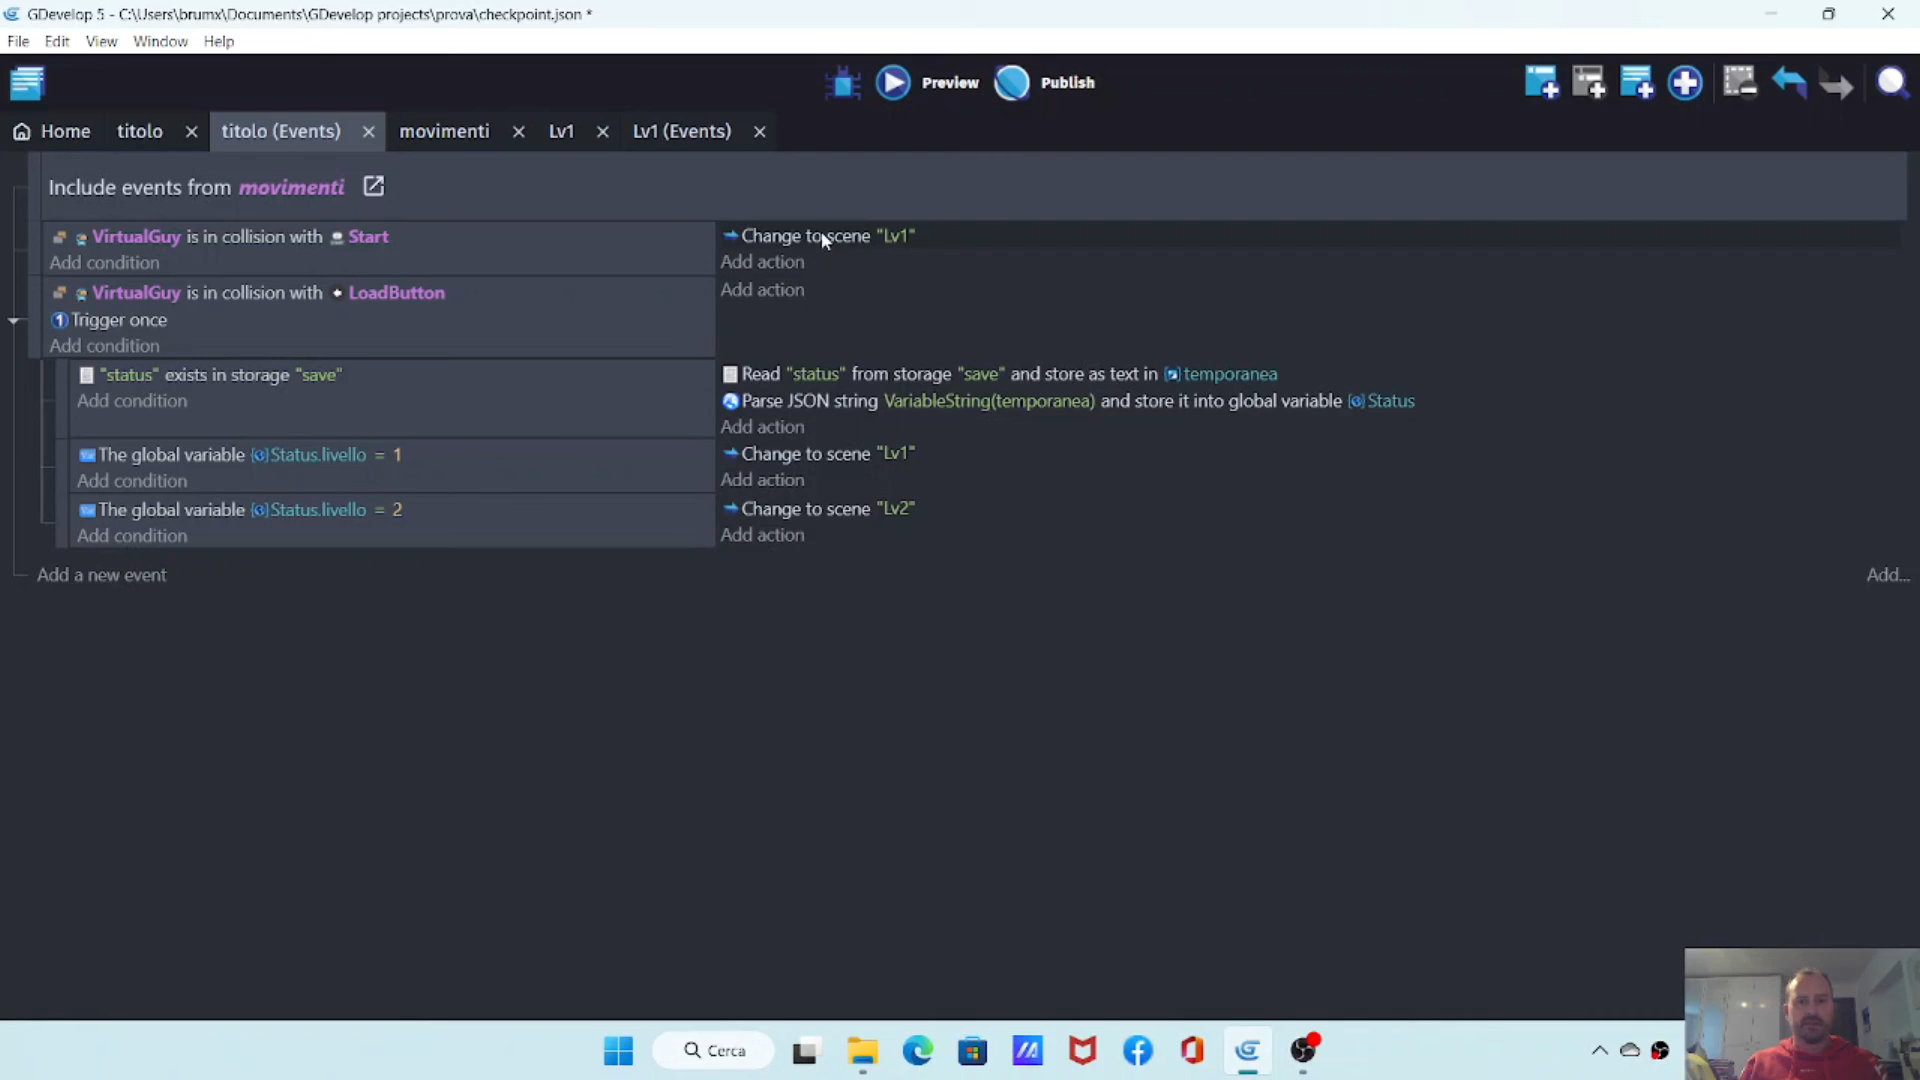 GDevelop 5 - C:\Users\brumx\Documents\GDevelop projects\prova\checkpoint.json *
File Edit View Window Help
Preview Publish
Home titolo titolo (Events) movimenti Lv1 Lv1 (Events)
Include events from movimenti
VirtualGuy is in collision with Start
Add condition
Change to scene "Lv1"
Add action
VirtualGuy is in collision with LoadButton
Trigger once
Add condition
Add action
"status" exists in storage "save"
Add condition
Read "status" from storage "save" and store as text in temporanea
Parse JSON string VariableString(temporanea) and store it into global variable Status
Add action
The global variable Status.livello = 1
Add condition
Change to scene "Lv1"
Add action
The global variable Status.livello = 2
Add condition
Change to scene "Lv2"
Add action
Add a new event
Add...
Cerca